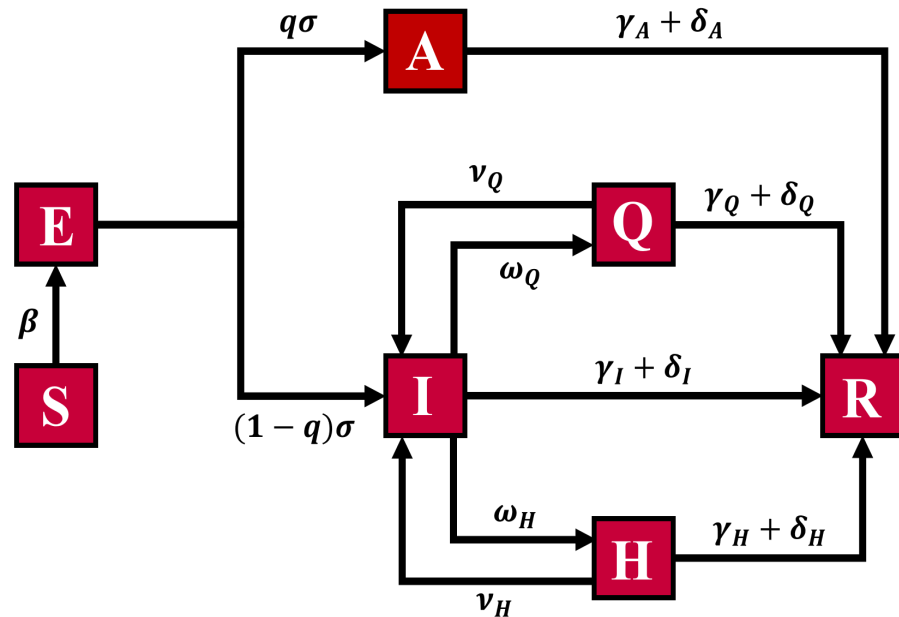 qσ
A
γ_A + δ_A
ν_Q
E
Q
γ_Q + δ_Q
ω_Q
β
S
I
γ_I + δ_I
R
(1 − q)σ
ω_H
H
γ_H + δ_H
ν_H